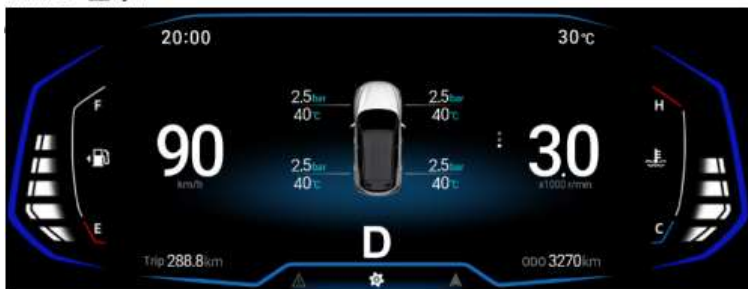 20:00
30℃
F
H
2.5bar
40℃
2.5bar
40℃
90
km/h
3.0
x1000 r/min
2.5bar
40℃
2.5bar
40℃
E
C
D
Trip 288.8km
ODO 3270km